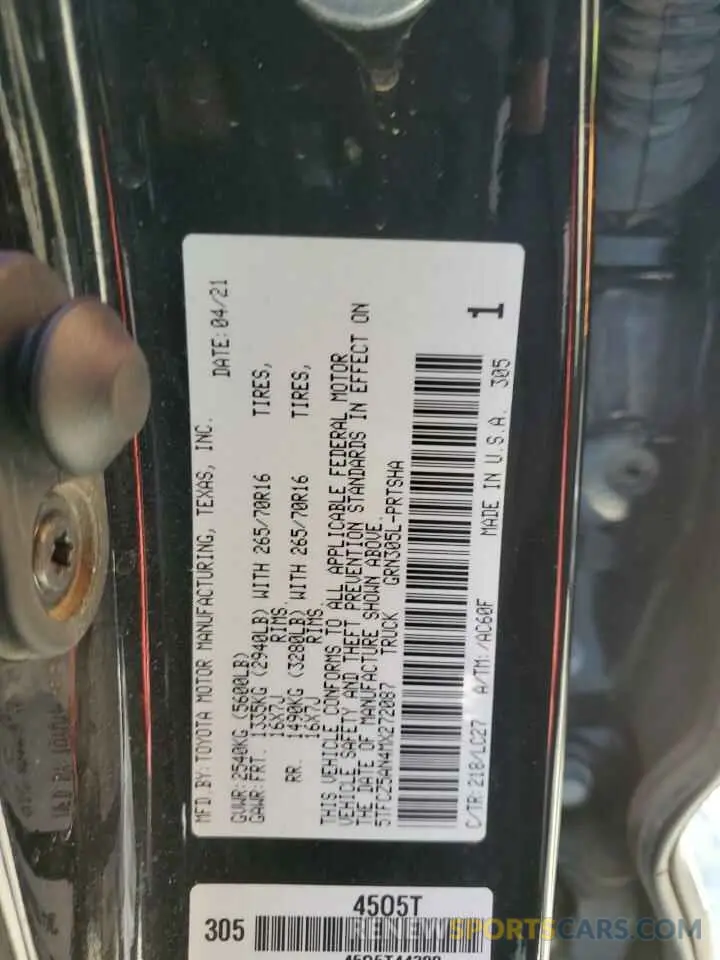 MFD BY: TOYOTA MOTOR MANUFACTURING, TEXAS, INC.
DATE: 04/21
GVWR: 2540KG (5600LB)
GAWR: FRT. 1335KG (2940LB) WITH 265/70R16 TIRES,
16X7J RIMS.
RR. 1490KG (3280LB) WITH 265/70R16 TIRES,
16X7J RIMS.
THIS VEHICLE CONFORMS TO ALL APPLICABLE FEDERAL MOTOR
VEHICLE SAFETY AND THEFT PREVENTION STANDARDS IN EFFECT ON
THE DATE OF MANUFACTURE SHOWN ABOVE.
5TFCZ5AN4MX272087 TRUCK GRN305L-PRTSHA
1
C/TR: 218/LC27 A/TM: /AC60F MADE IN U.S.A. 305
305 4505T
RENEWSPORTSCARS.COM